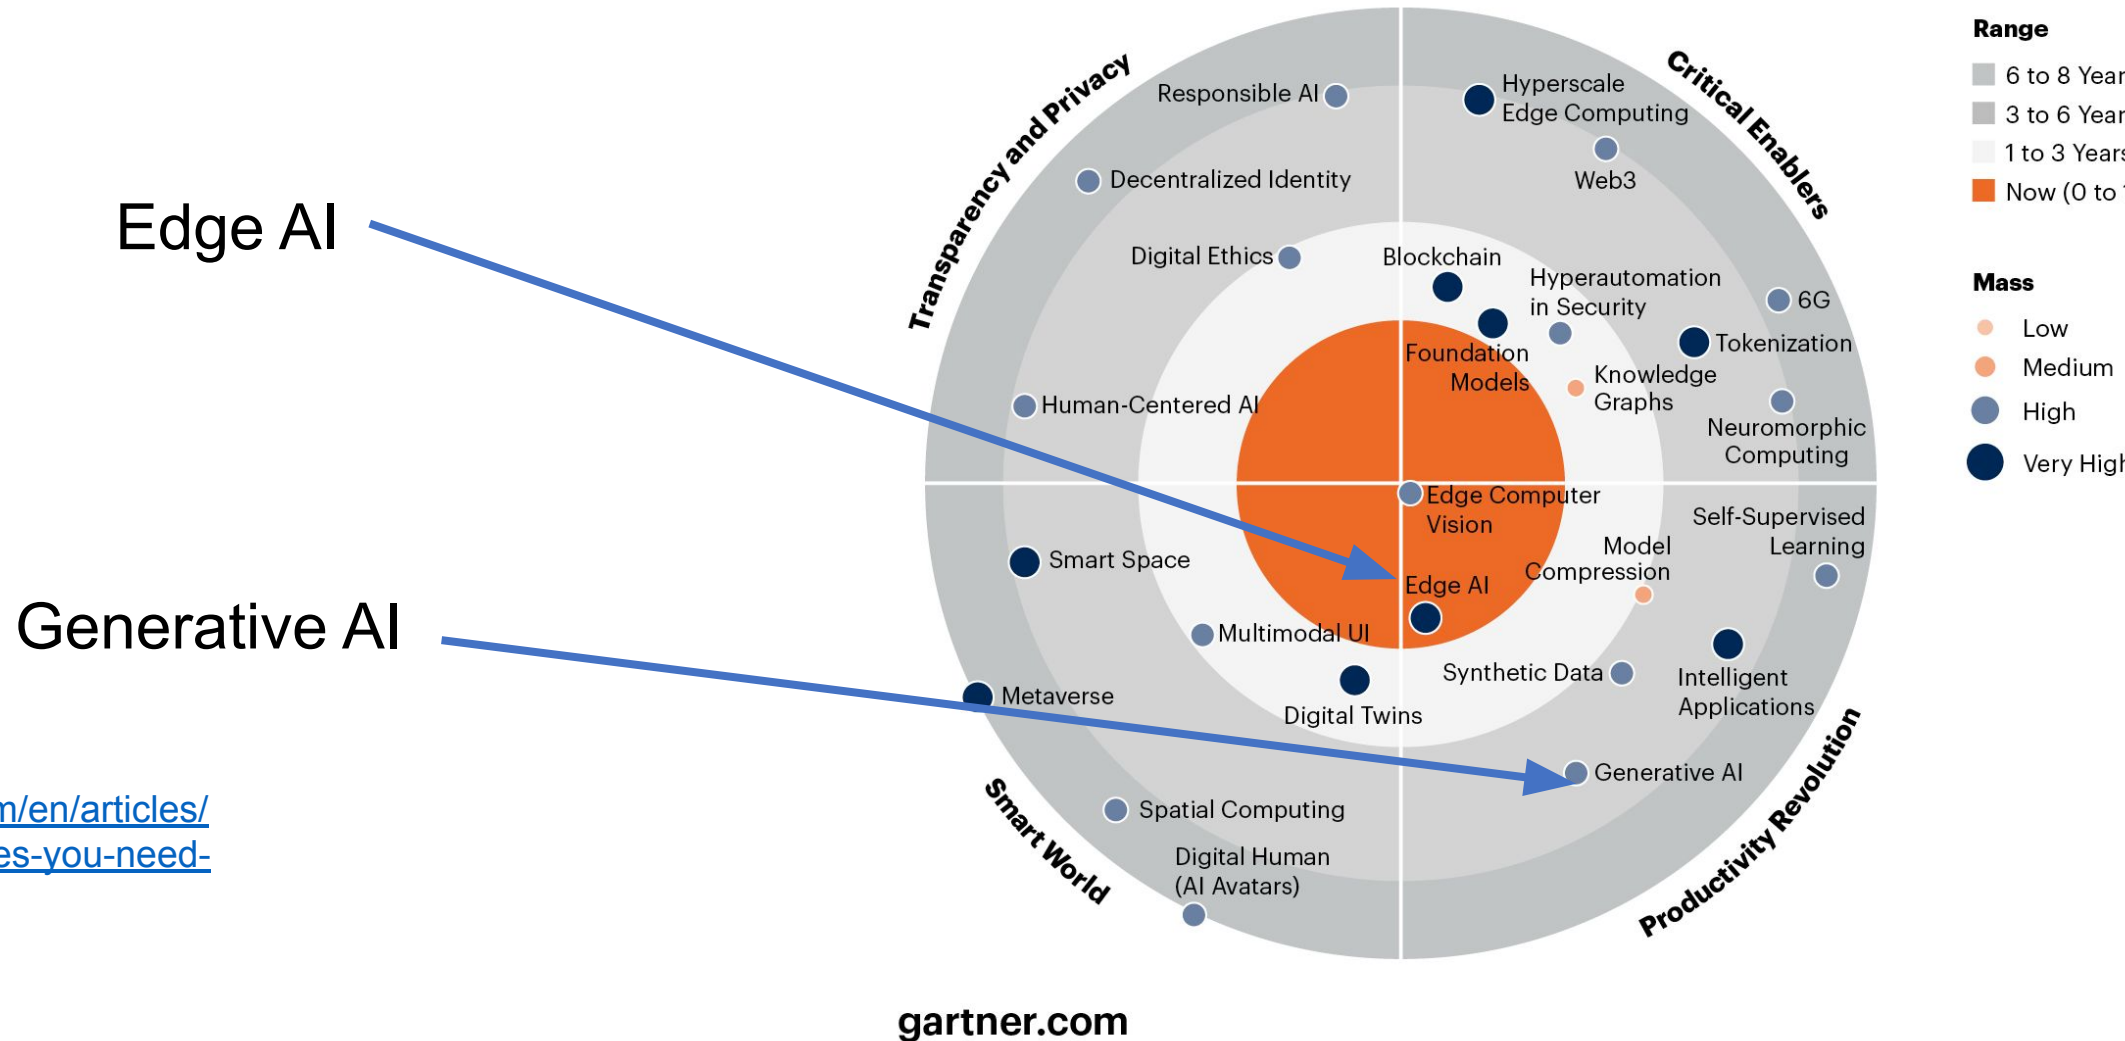 Edge AI
Generative AI
m/en/articles/
es-you-need-
Transparency and Privacy
Critical Enablers
Smart World
Productivity Revolution
Responsible AI
Decentralized Identity
Digital Ethics
Human-Centered AI
Hyperscale
Edge Computing
Web3
Blockchain
Hyperautomation
in Security
6G
Foundation
Models
Tokenization
Knowledge
Graphs
Neuromorphic
Computing
Smart Space
Multimodal UI
Metaverse
Digital Twins
Spatial Computing
Digital Human
(AI Avatars)
Edge Computer
Vision
Edge AI
Self-Supervised
Learning
Model
Compression
Synthetic Data
Intelligent
Applications
Generative AI
Range
6 to 8 Year
3 to 6 Year
1 to 3 Years
Now (0 to
Mass
Low
Medium
High
Very High
gartner.com